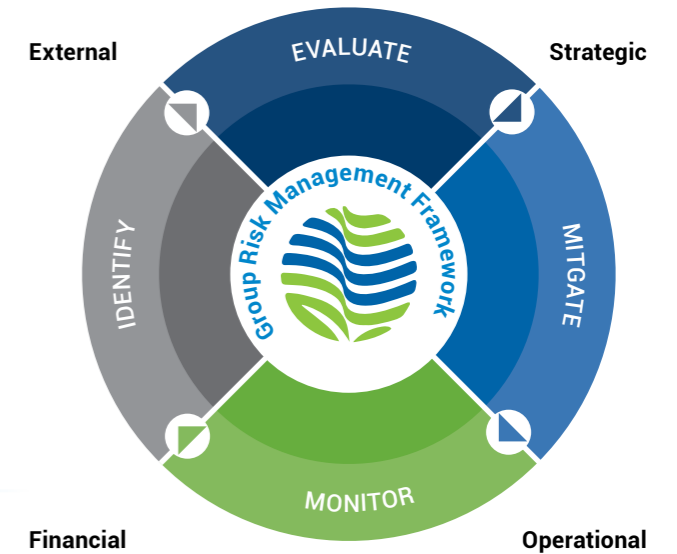 External
EVALUATE
Strategic
IDENTIFY
Group Risk Management Framework
MITGATE
MONITOR
Financial
Operational